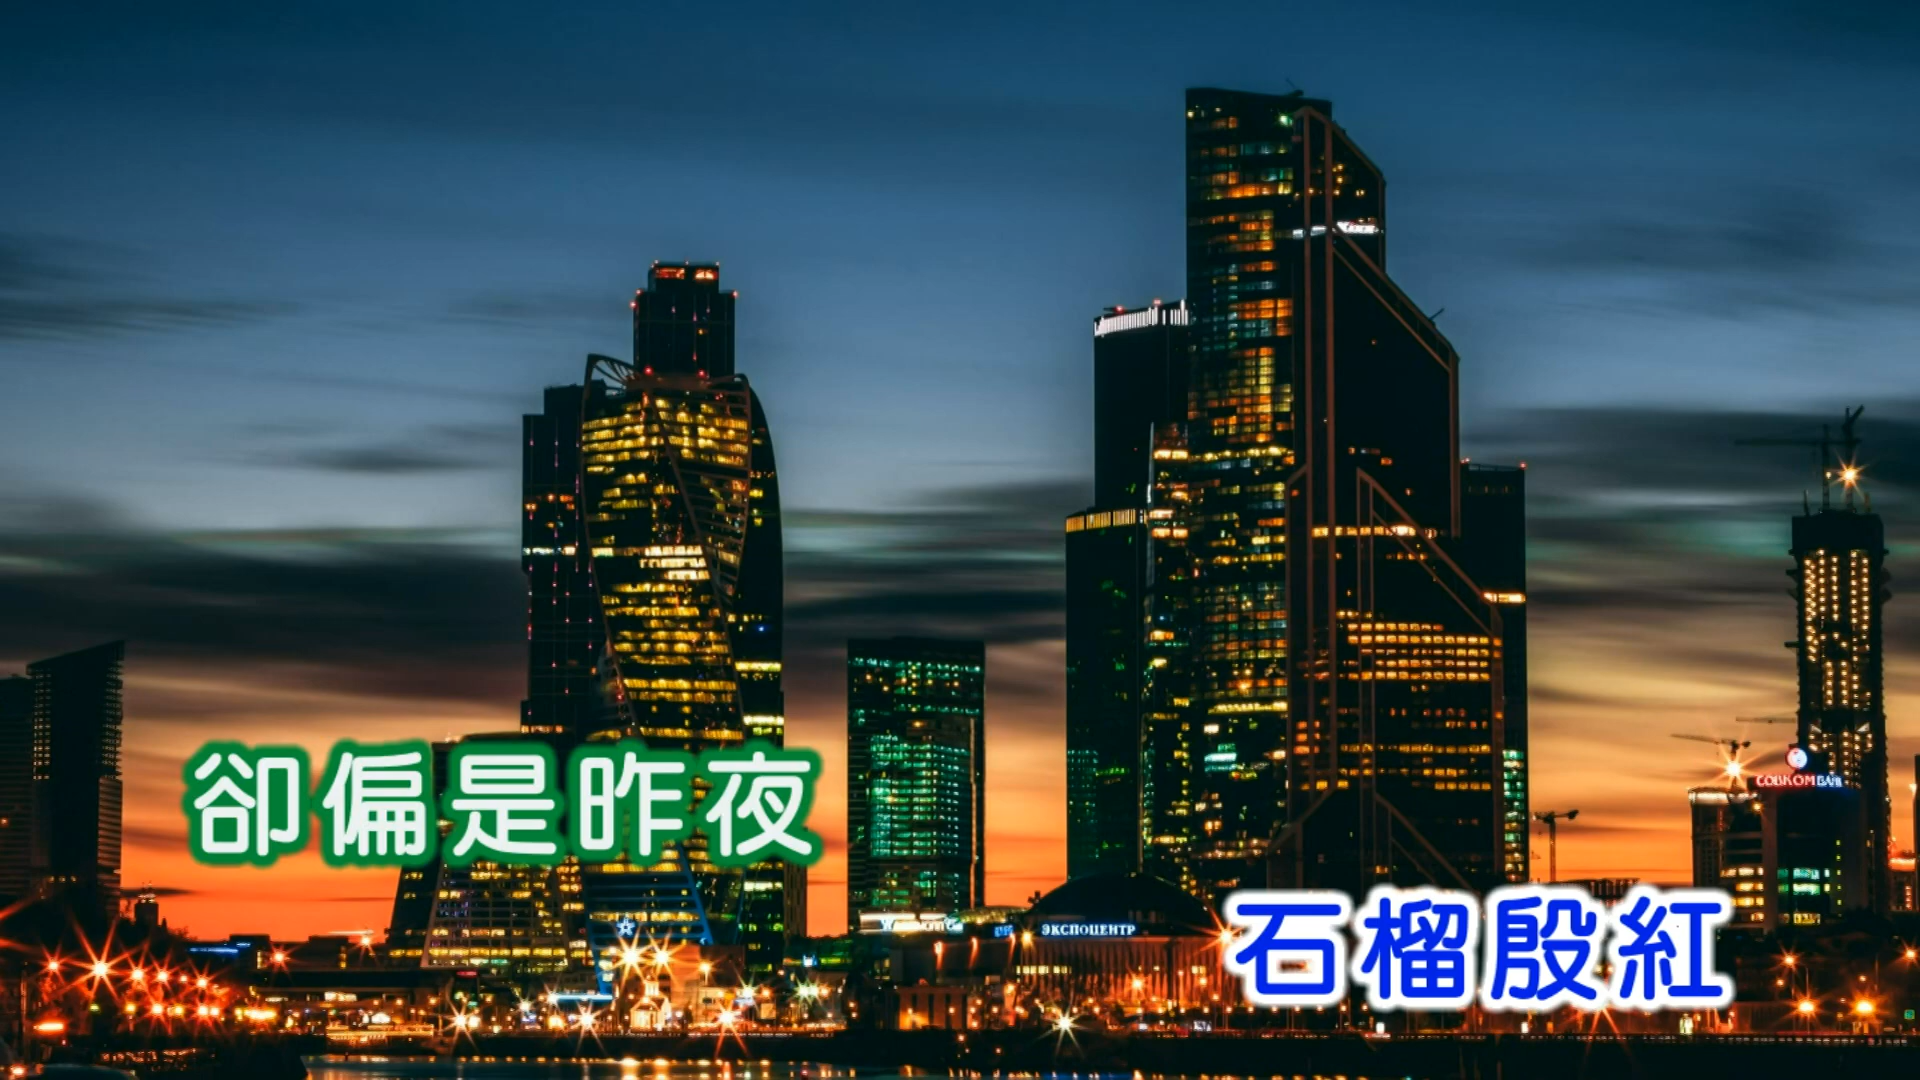 СОВКОМБАНК
ЭКСПОЦЕНТР
卻偏是昨夜
石榴殷紅